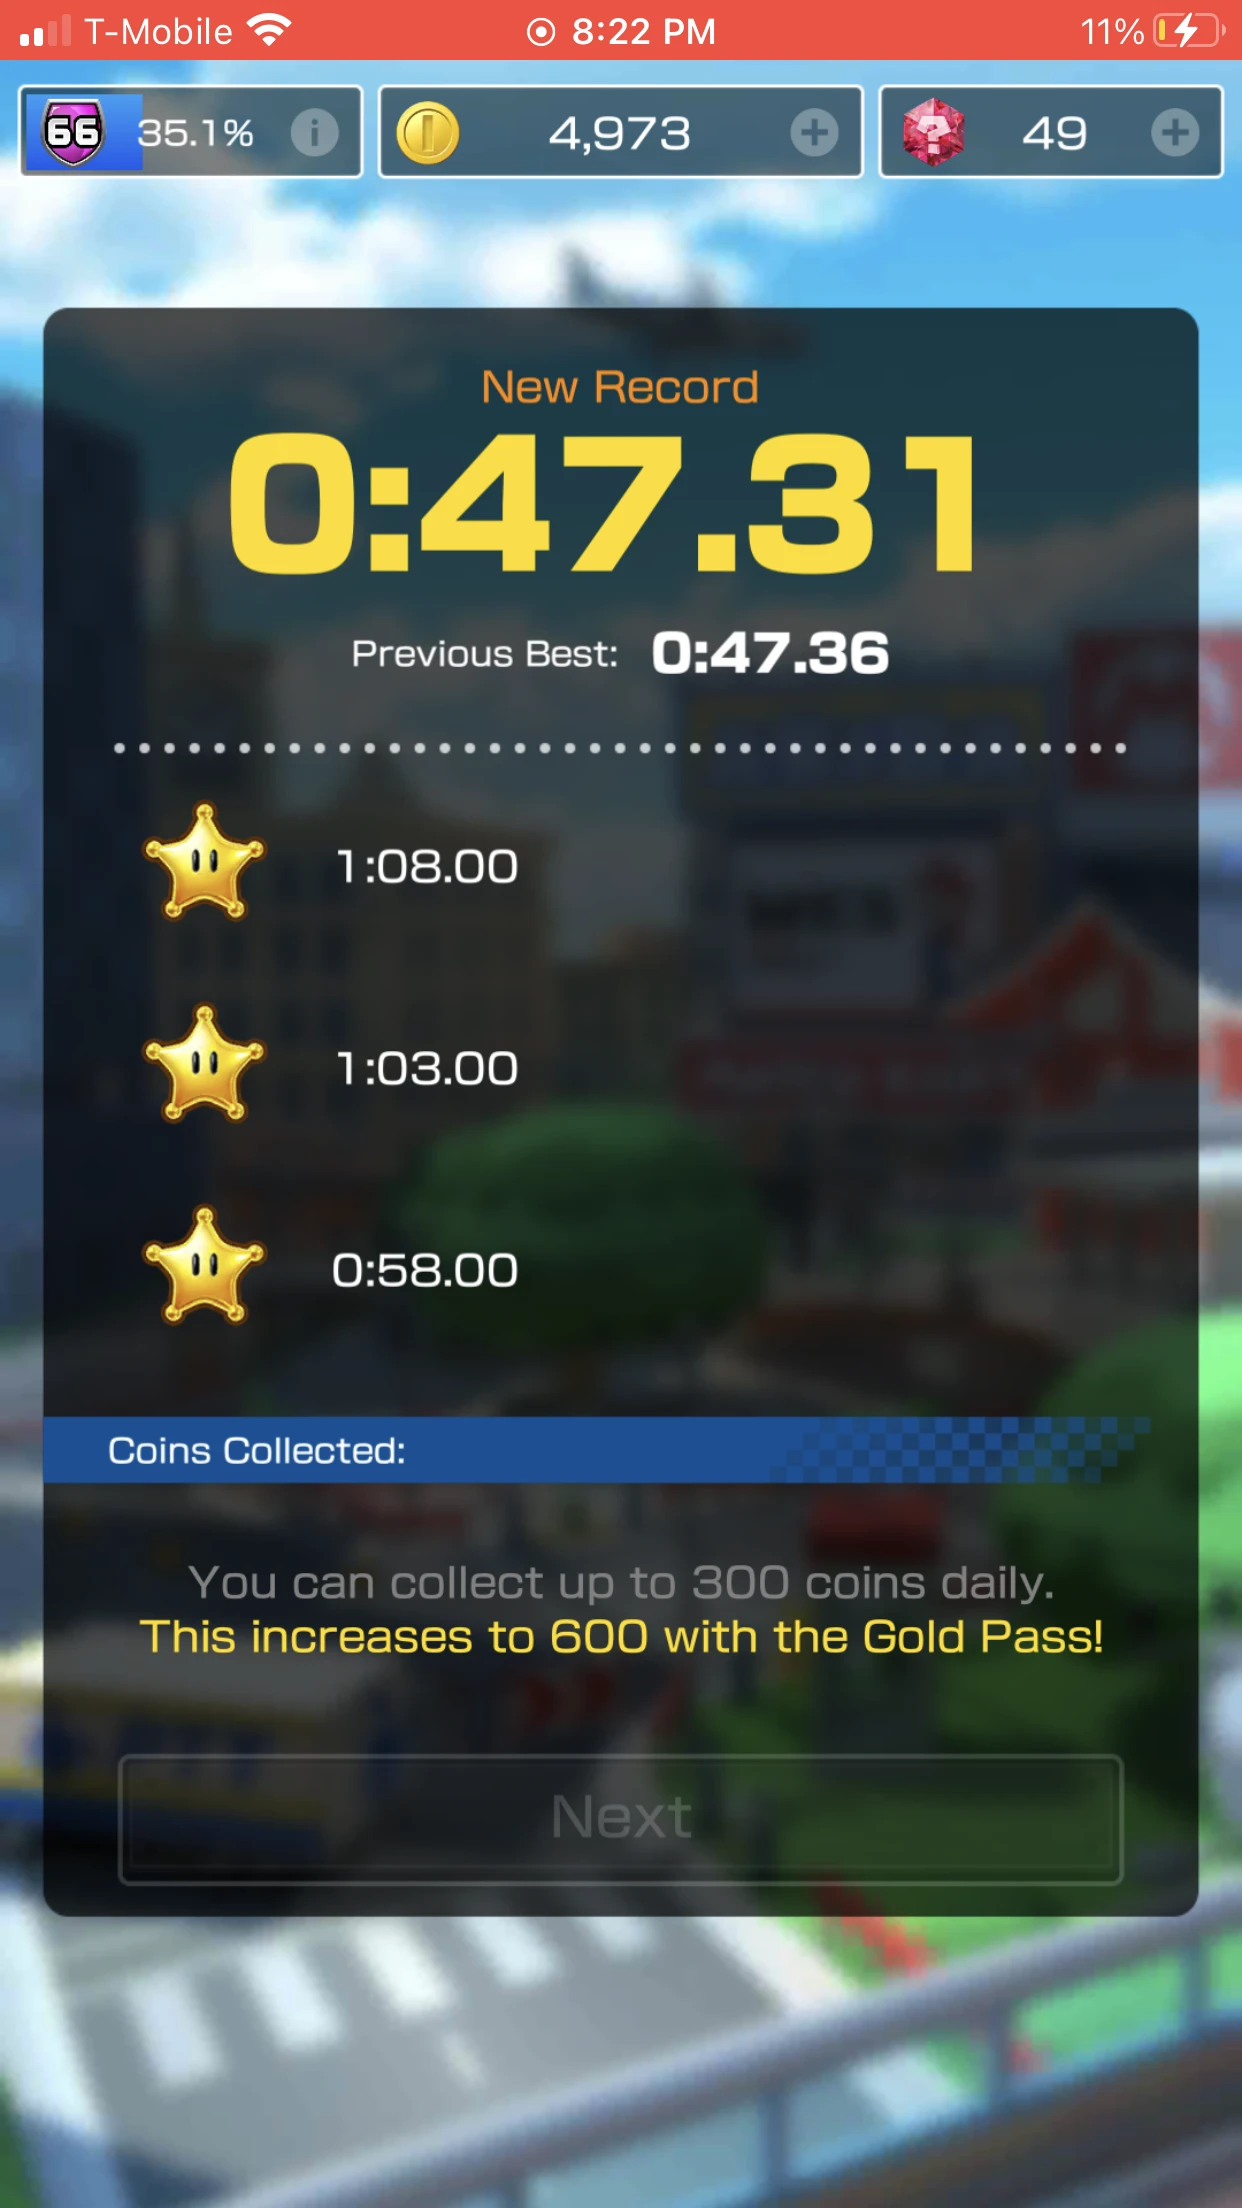 T-Mobile 8:22 PM 11%
66 35.1% i 4,973 + ? 49 +
New Record
0:47.31
Previous Best: 0:47.36
1:08.00
1:03.00
0:58.00
Coins Collected:
You can collect up to 300 coins daily.
This increases to 600 with the Gold Pass!
Next